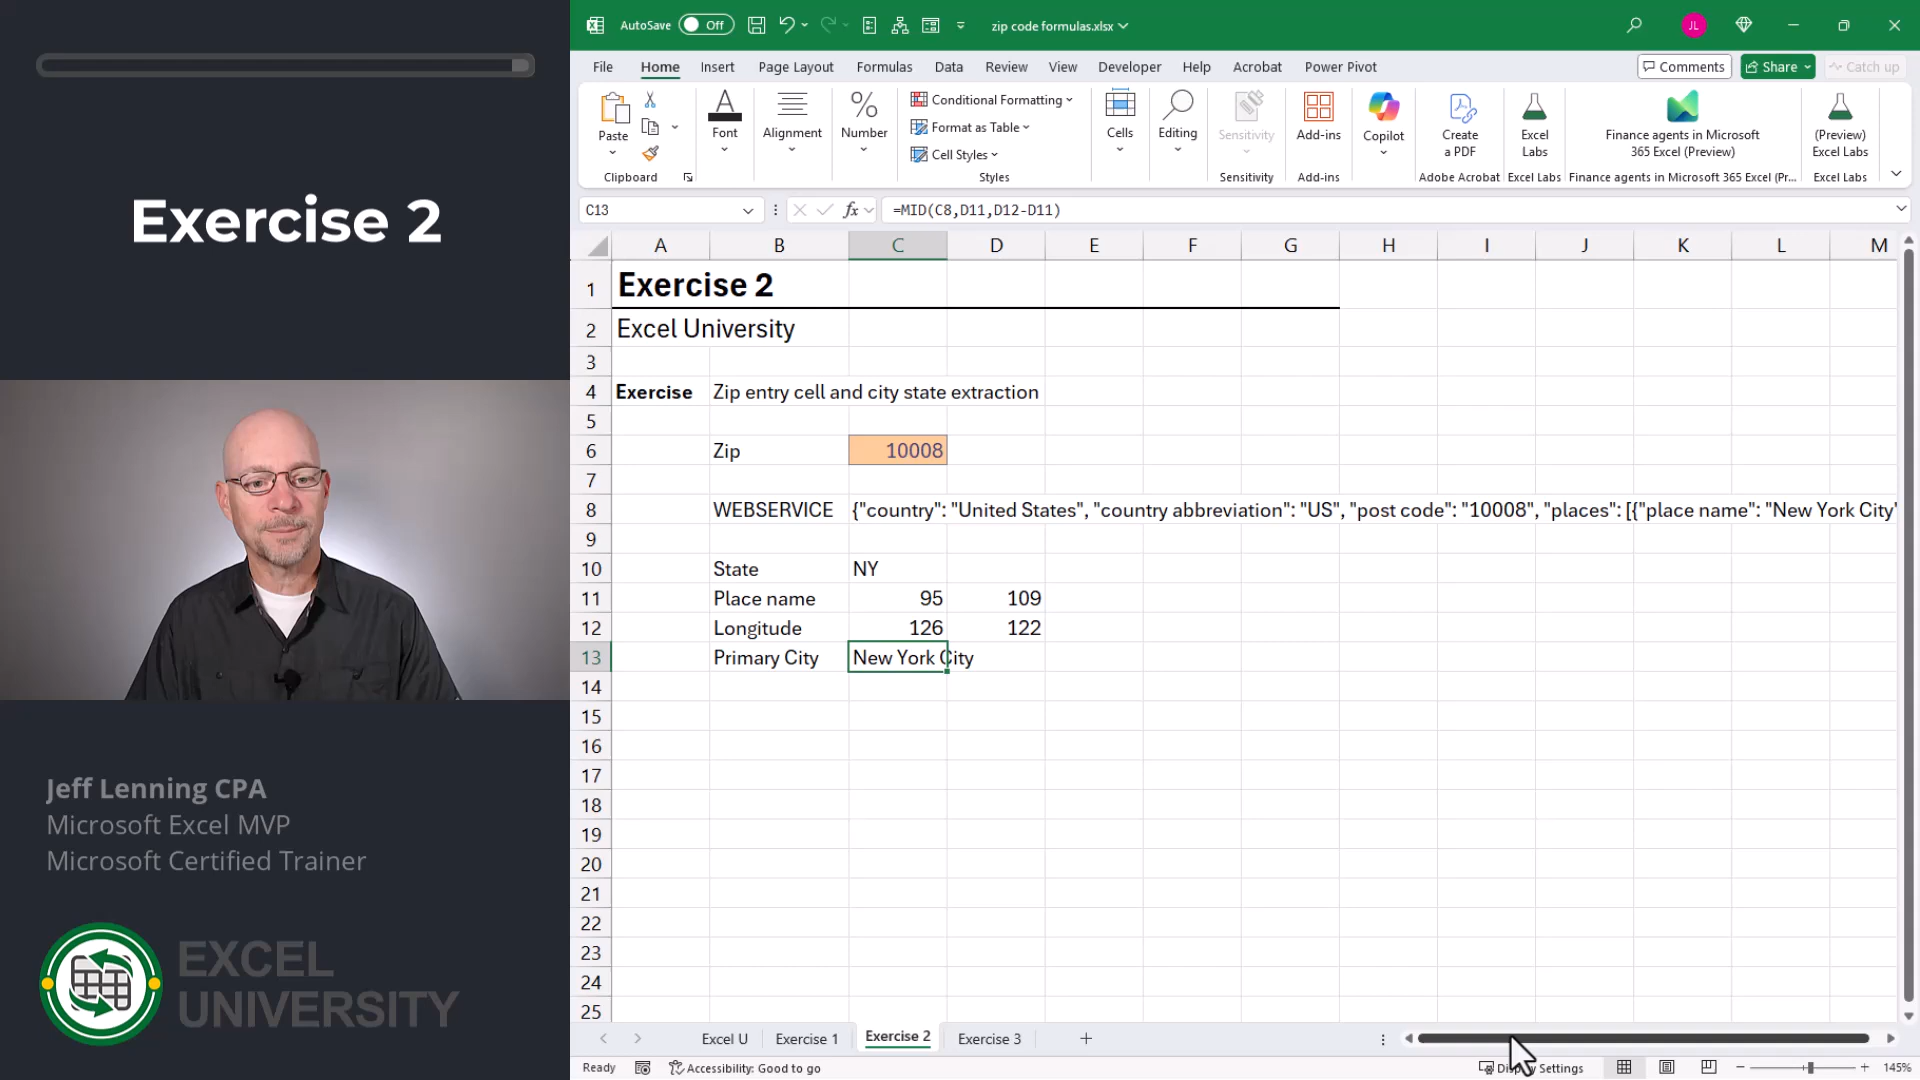 Exercise 2
Jeff Lenning CPA
Microsoft Excel MVP
Microsoft Certified Trainer
EXCEL
UNIVERSITY
AutoSave Off zip code formulas.xlsx JL
File Home Insert Page Layout Formulas Data Review View Developer Help Acrobat Power Pivot Comments Share Catch up
Paste Font Alignment Number Conditional Formatting Format as Table Cell Styles Cells Editing Sensitivity Add-ins Copilot Create a PDF Excel Labs Finance agents in Microsoft 365 Excel (Preview) (Preview) Excel Labs
Clipboard Styles Sensitivity Add-ins Adobe Acrobat Excel Labs Finance agents in Microsoft 365 Excel (Pr... Excel Labs
C13 fx =MID(C8,D11,D12-D11)
A B C D E F G H I J K L M
1 Exercise 2
2 Excel University
3
4 Exercise Zip entry cell and city state extraction
5
6 Zip 10008
7
8 WEBSERVICE {"country": "United States", "country abbreviation": "US", "post code": "10008", "places": [{"place name": "New York City"
9
10 State NY
11 Place name 95 109
12 Longitude 126 122
13 Primary City New York City
14
15
16
17
18
19
20
21
22
23
24
25
Excel U Exercise 1 Exercise 2 Exercise 3
Ready Accessibility: Good to go Settings 145%